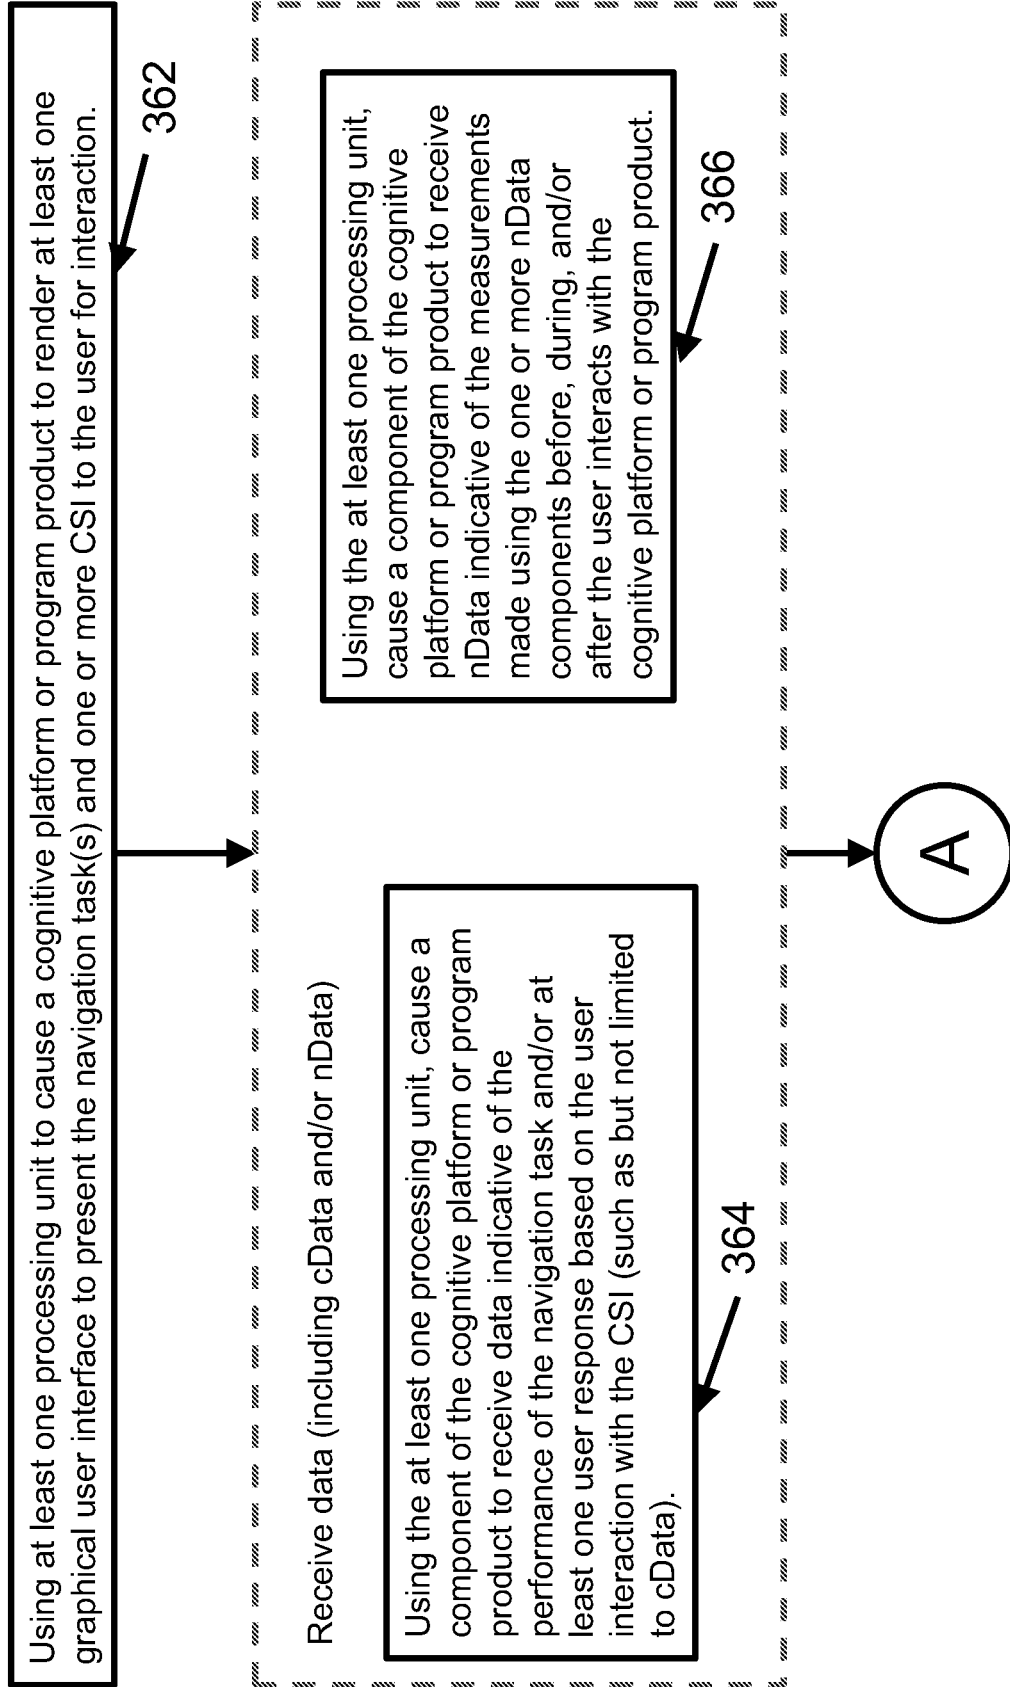 Using at least one processing unit to cause a cognitive platform or program product to render at least one
graphical user interface to present the navigation task(s) and one or more CSI to the user for interaction.
362
Receive data (including cData and/or nData)
Using the at least one processing unit, cause a
component of the cognitive platform or program
product to receive data indicative of the
performance of the navigation task and/or at
least one user response based on the user
interaction with the CSI (such as but not limited
to cData).
364
Using the at least one processing unit,
cause a component of the cognitive
platform or program product to receive
nData indicative of the measurements
made using the one or more nData
components before, during, and/or
after the user interacts with the
cognitive platform or program product.
366
A